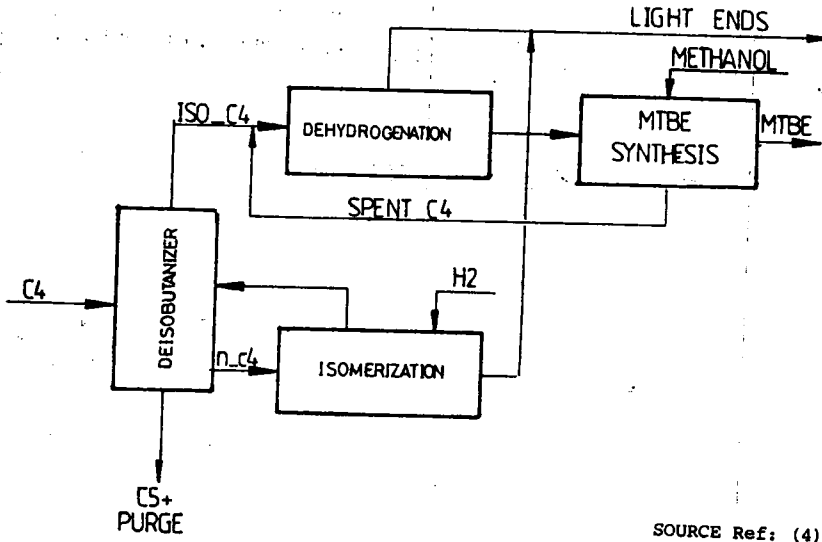 LIGHT ENDS
METHANOL
ISO_C4
DEHYDROGENATION
MTBE
SYNTHESIS
MTBE
SPENT C4
DEISOBUTANIZER
C4
H2
n_c4
ISOMERIZATION
C5+
PURGE
SOURCE Ref: (4)